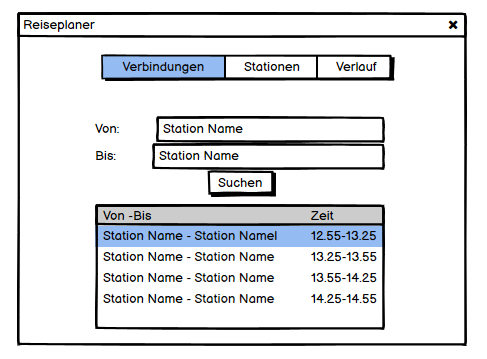 Reiseplaner
Verbindungen Stationen Verlauf
Von: Station Name
Bis: Station Name
Suchen
Von -Bis Zeit
Station Name - Station Namel 12.55-13.25
Station Name - Station Name 13.25-13.55
Station Name - Station Name 13.55-14.25
Station Name - Station Name 14.25-14.55